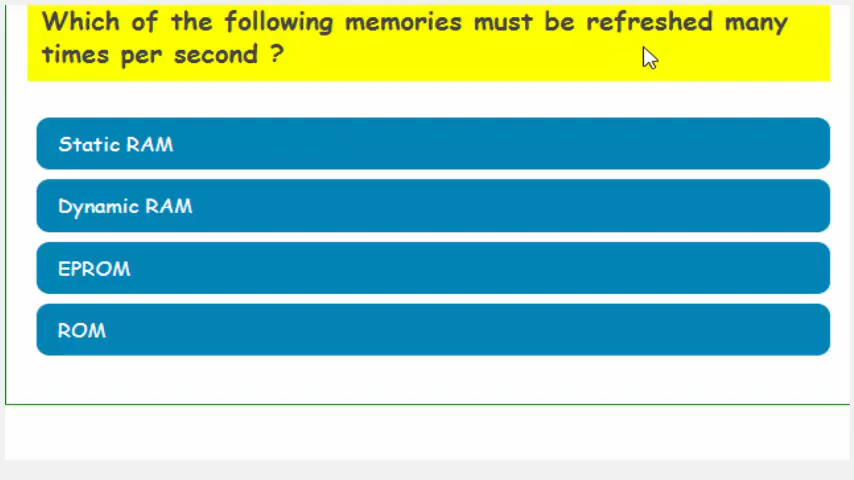 Which of the following memories must be refreshed many
times per second ?
Static RAM
Dynamic RAM
EPROM
ROM